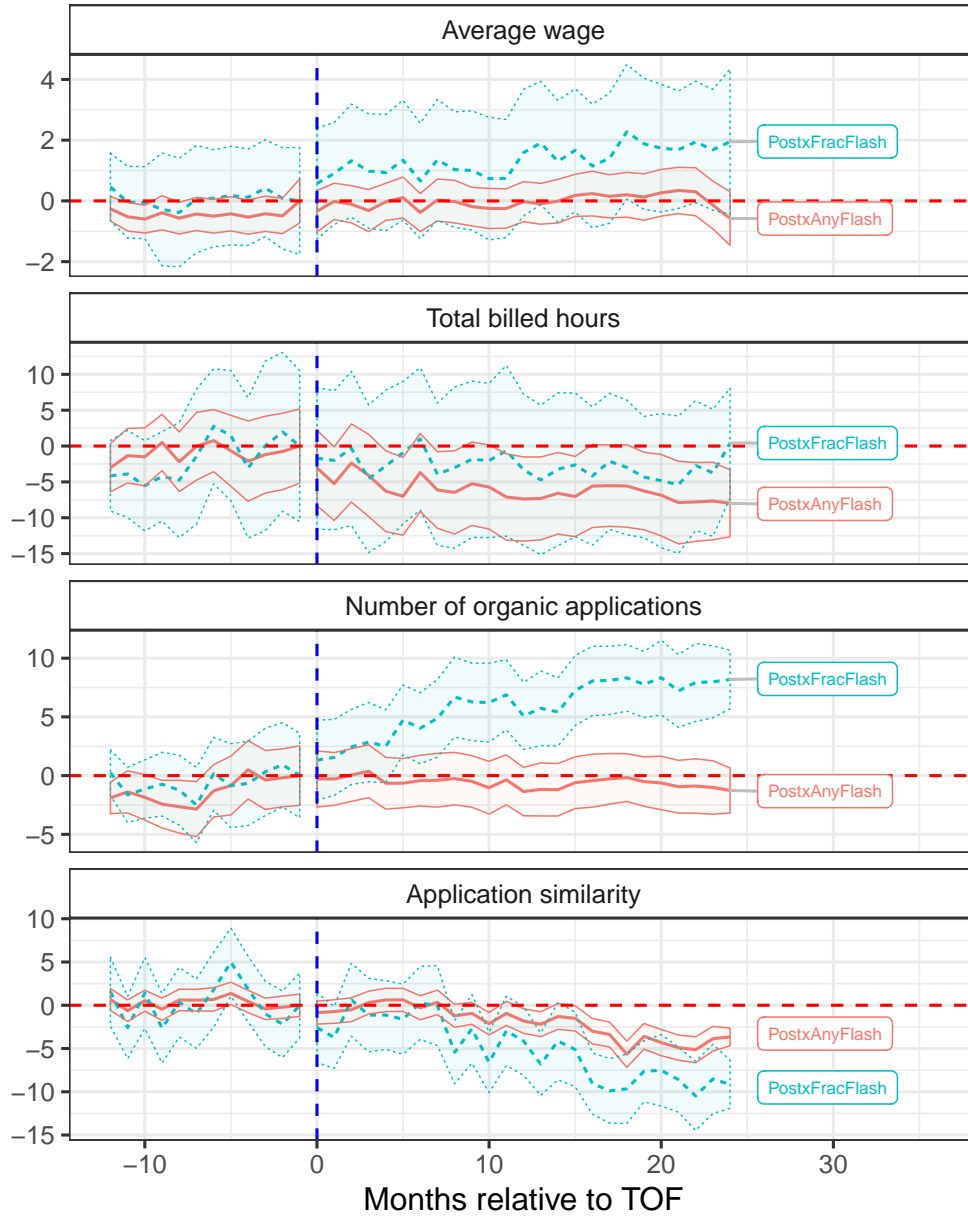 Average wage
4
2
0
−2
PostxFracFlash
PostxAnyFlash
Total billed hours
10
5
0
−5
−10
−15
PostxFracFlash
PostxAnyFlash
Number of organic applications
10
5
0
−5
PostxFracFlash
PostxAnyFlash
Application similarity
10
5
0
−5
−10
−15
PostxAnyFlash
PostxFracFlash
−10 0 10 20 30
Months relative to TOF